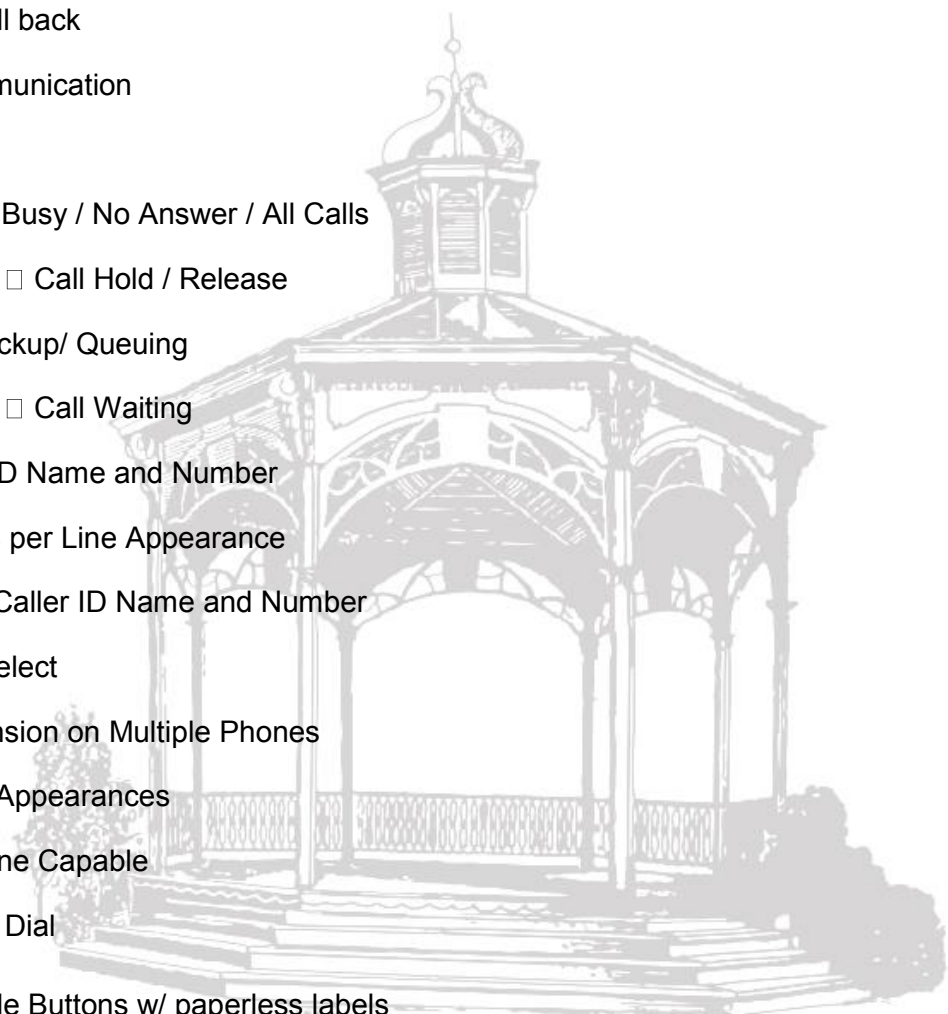 ll back
munication
Busy / No Answer / All Calls
□ Call Hold / Release
ckup/ Queuing
□ Call Waiting
D Name and Number
per Line Appearance
Caller ID Name and Number
elect
nsion on Multiple Phones
Appearances
ne Capable
Dial
le Buttons w/ paperless labels